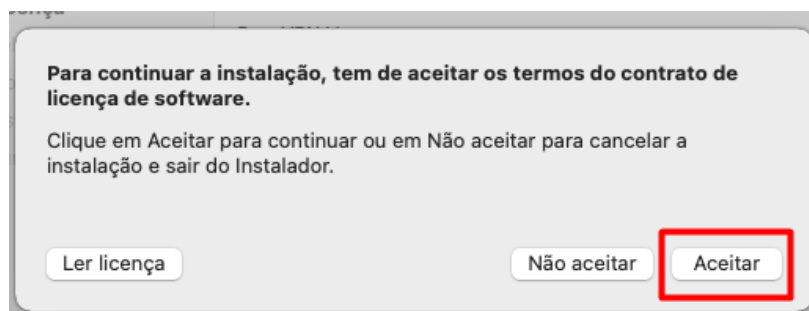 Para continuar a instalação, tem de aceitar os termos do contrato de
licença de software.
Clique em Aceitar para continuar ou em Não aceitar para cancelar a
instalação e sair do Instalador.
Ler licença
Não aceitar
Aceitar